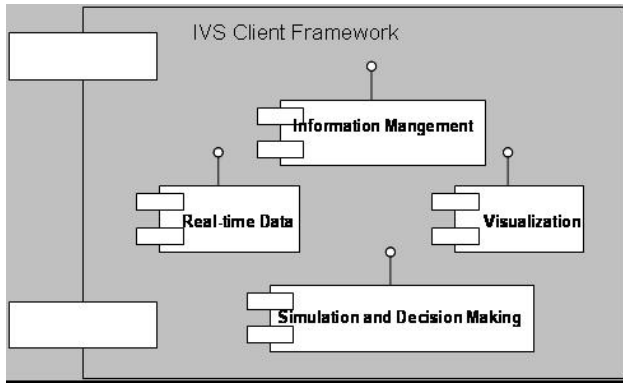 IVS Client Framework
Information Mangement
Real-time Data
Visualization
Simulation and Decision Making